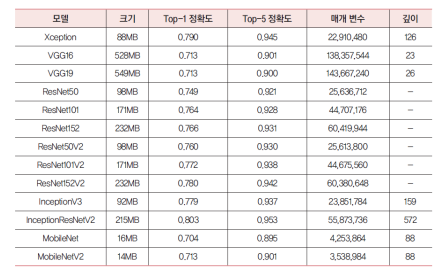 모델 크기 Top-1 정확도 Top-5 정확도 매개 변수 깊이
Xception 88MB 0.790 0.945 22,910,480 126
VGG16 528MB 0.713 0.901 138,357,544 23
VGG19 549MB 0.713 0.900 143,667,240 26
ResNet50 98MB 0.749 0.921 25,636,712 –
ResNet101 171MB 0.764 0.928 44,707,176 –
ResNet152 232MB 0.766 0.931 60,419,944 –
ResNet50V2 98MB 0.760 0.930 25,613,800 –
ResNet101V2 171MB 0.772 0.938 44,675,560 –
ResNet152V2 232MB 0.780 0.942 60,380,648 –
InceptionV3 92MB 0.779 0.937 23,851,784 159
InceptionResNetV2 215MB 0.803 0.953 55,873,736 572
MobileNet 16MB 0.704 0.895 4,253,864 88
MobileNetV2 14MB 0.713 0.901 3,538,984 88